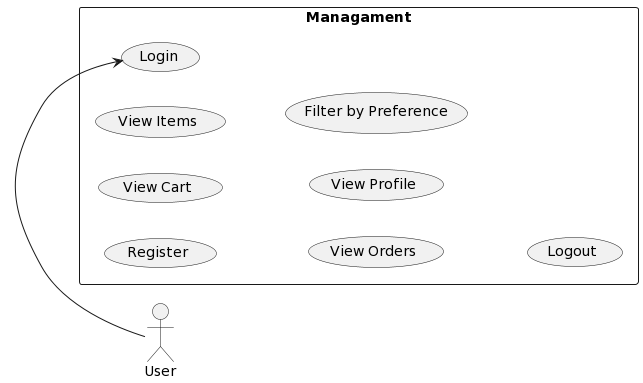 Managament
Login
View Items
Filter by Preference
View Cart
View Profile
Register
View Orders
Logout
User